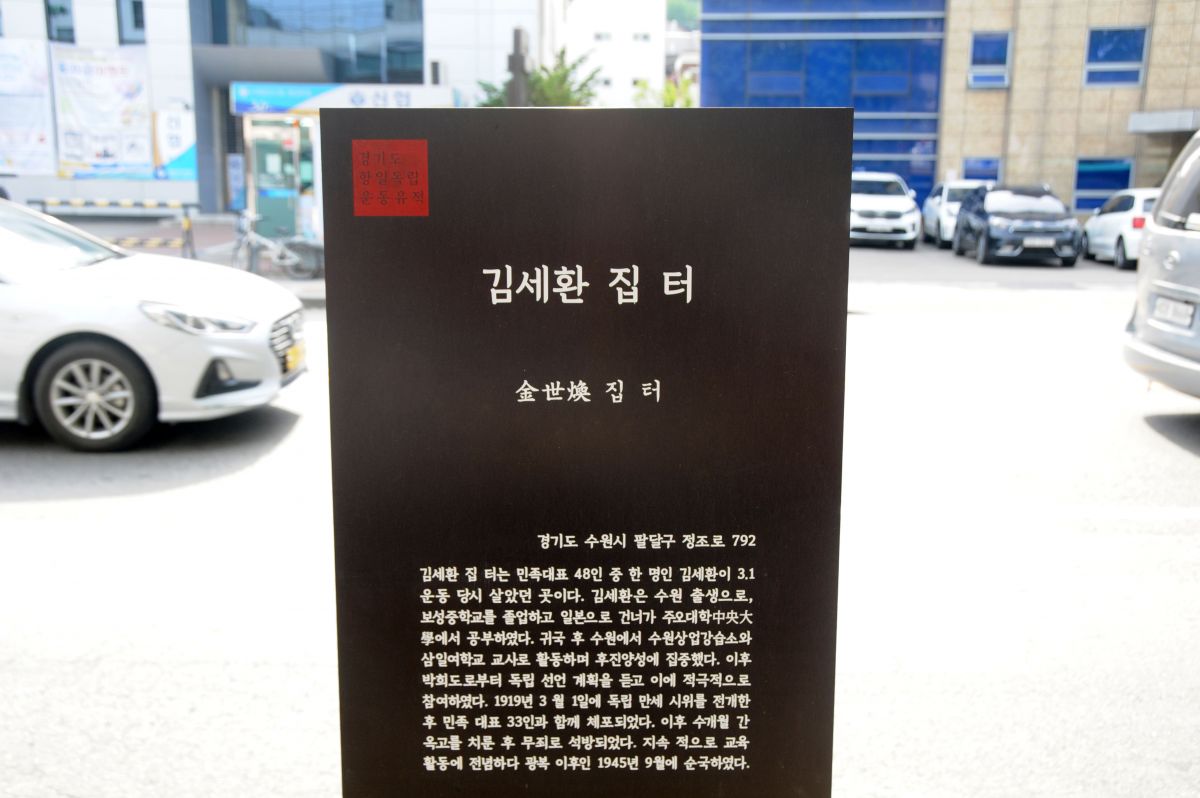 경기도
항일독립
운동유적
김세환 집 터
金世煥 집 터
경기도 수원시 팔달구 정조로 792
김세환 집 터는 민족대표 48인 중 한 명인 김세환이 3.1
운동 당시 살았던 곳이다. 김세환은 수원 출생으로,
보성중학교를 졸업하고 일본으로 건너가 주오대학中央大
學에서 공부하였다. 귀국 후 수원에서 수원상업강습소와
삼일여학교 교사로 활동하며 후진양성에 집중했다. 이후
박희도로부터 독립 선언 계획을 듣고 이에 적극적으로
참여하였다. 1919년 3 월 1일에 독립 만세 시위를 전개한
후 민족 대표 33인과 함께 체포되었다. 이후 수개월 간
옥고를 치룬 후 무죄로 석방되었다. 지속 적으로 교육
활동에 전념하다 광복 이후인 1945년 9월에 순국하였다.
신협